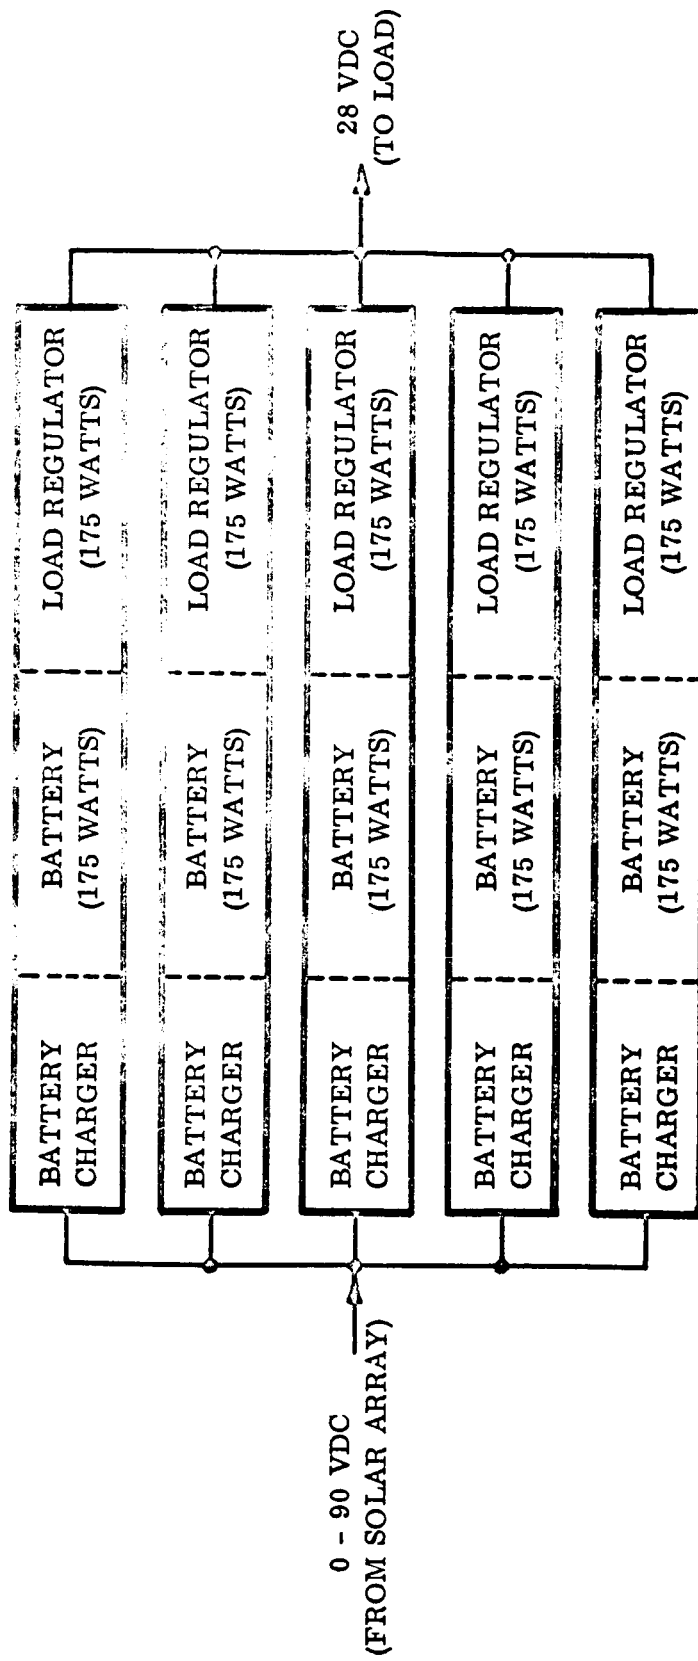 0 - 90 VDC
(FROM SOLAR ARRAY)
BATTERY
CHARGER
BATTERY
(175 WATTS)
LOAD REGULATOR
(175 WATTS)
BATTERY
CHARGER
BATTERY
(175 WATTS)
LOAD REGULATOR
(175 WATTS)
BATTERY
CHARGER
BATTERY
(175 WATTS)
LOAD REGULATOR
(175 WATTS)
BATTERY
CHARGER
BATTERY
(175 WATTS)
LOAD REGULATOR
(175 WATTS)
BATTERY
CHARGER
BATTERY
(175 WATTS)
LOAD REGULATOR
(175 WATTS)
28 VDC
(TO LOAD)